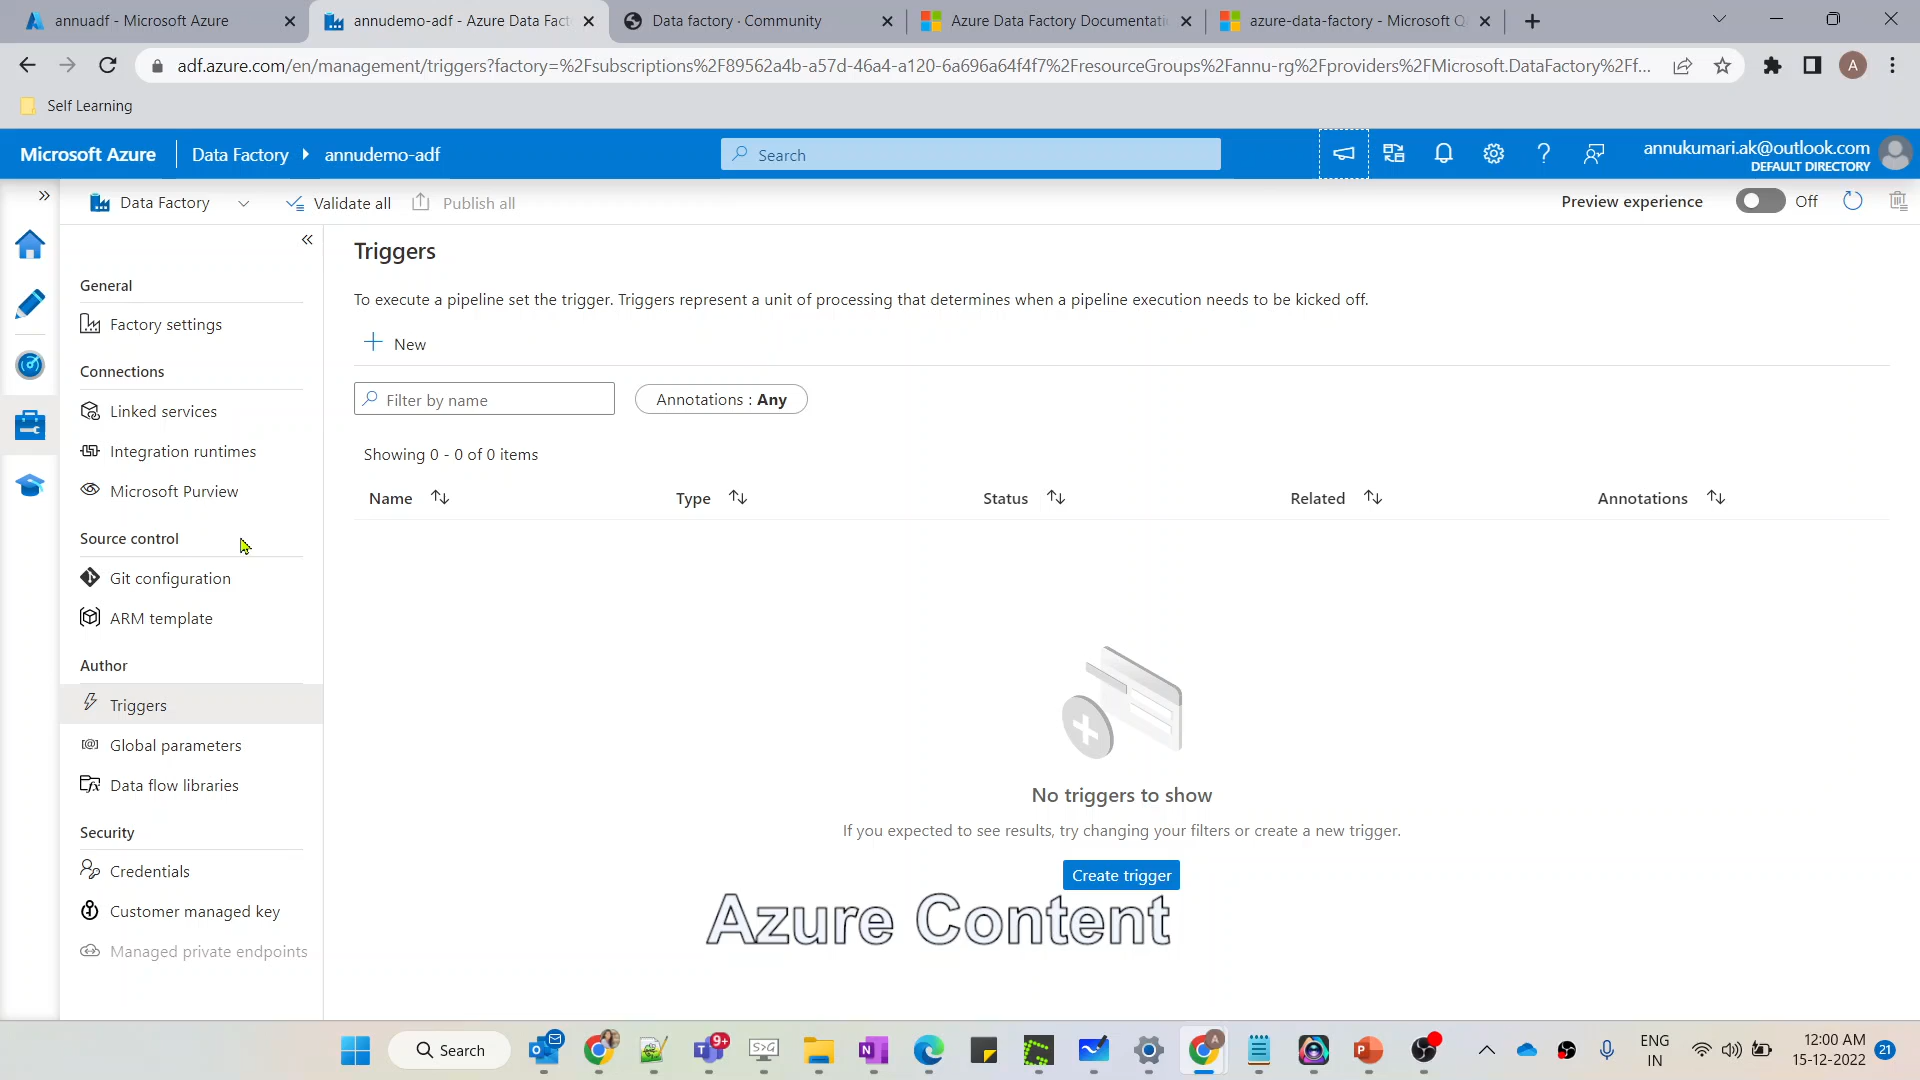 annuadf - Microsoft Azure
annudemo-adf - Azure Data Fact
Data factory · Community
Azure Data Factory Documentati
azure-data-factory - Microsoft Q
adf.azure.com/en/management/triggers?factory=%2Fsubscriptions%2F89562a4b-a57d-46a4-a120-6a696a64f4f7%2FresourceGroups%2Fannu-rg%2Fproviders%2FMicrosoft.DataFactory%2Ff...
A
Self Learning
Microsoft Azure
Data Factory
annudemo-adf
Search
annukumari.ak@outlook.com
DEFAULT DIRECTORY
Data Factory
Validate all
Publish all
Preview experience
Off
General
Factory settings
Connections
Linked services
Integration runtimes
Microsoft Purview
Source control
Git configuration
ARM template
Author
Triggers
Global parameters
Data flow libraries
Security
Credentials
Customer managed key
Managed private endpoints
Triggers
To execute a pipeline set the trigger. Triggers represent a unit of processing that determines when a pipeline execution needs to be kicked off.
New
Filter by name
Annotations : Any
Showing 0 - 0 of 0 items
Name
Type
Status
Related
Annotations
No triggers to show
If you expected to see results, try changing your filters or create a new trigger.
Create trigger
Azure Content
Search
9+
ENG
IN
12:00 AM
15-12-2022
21